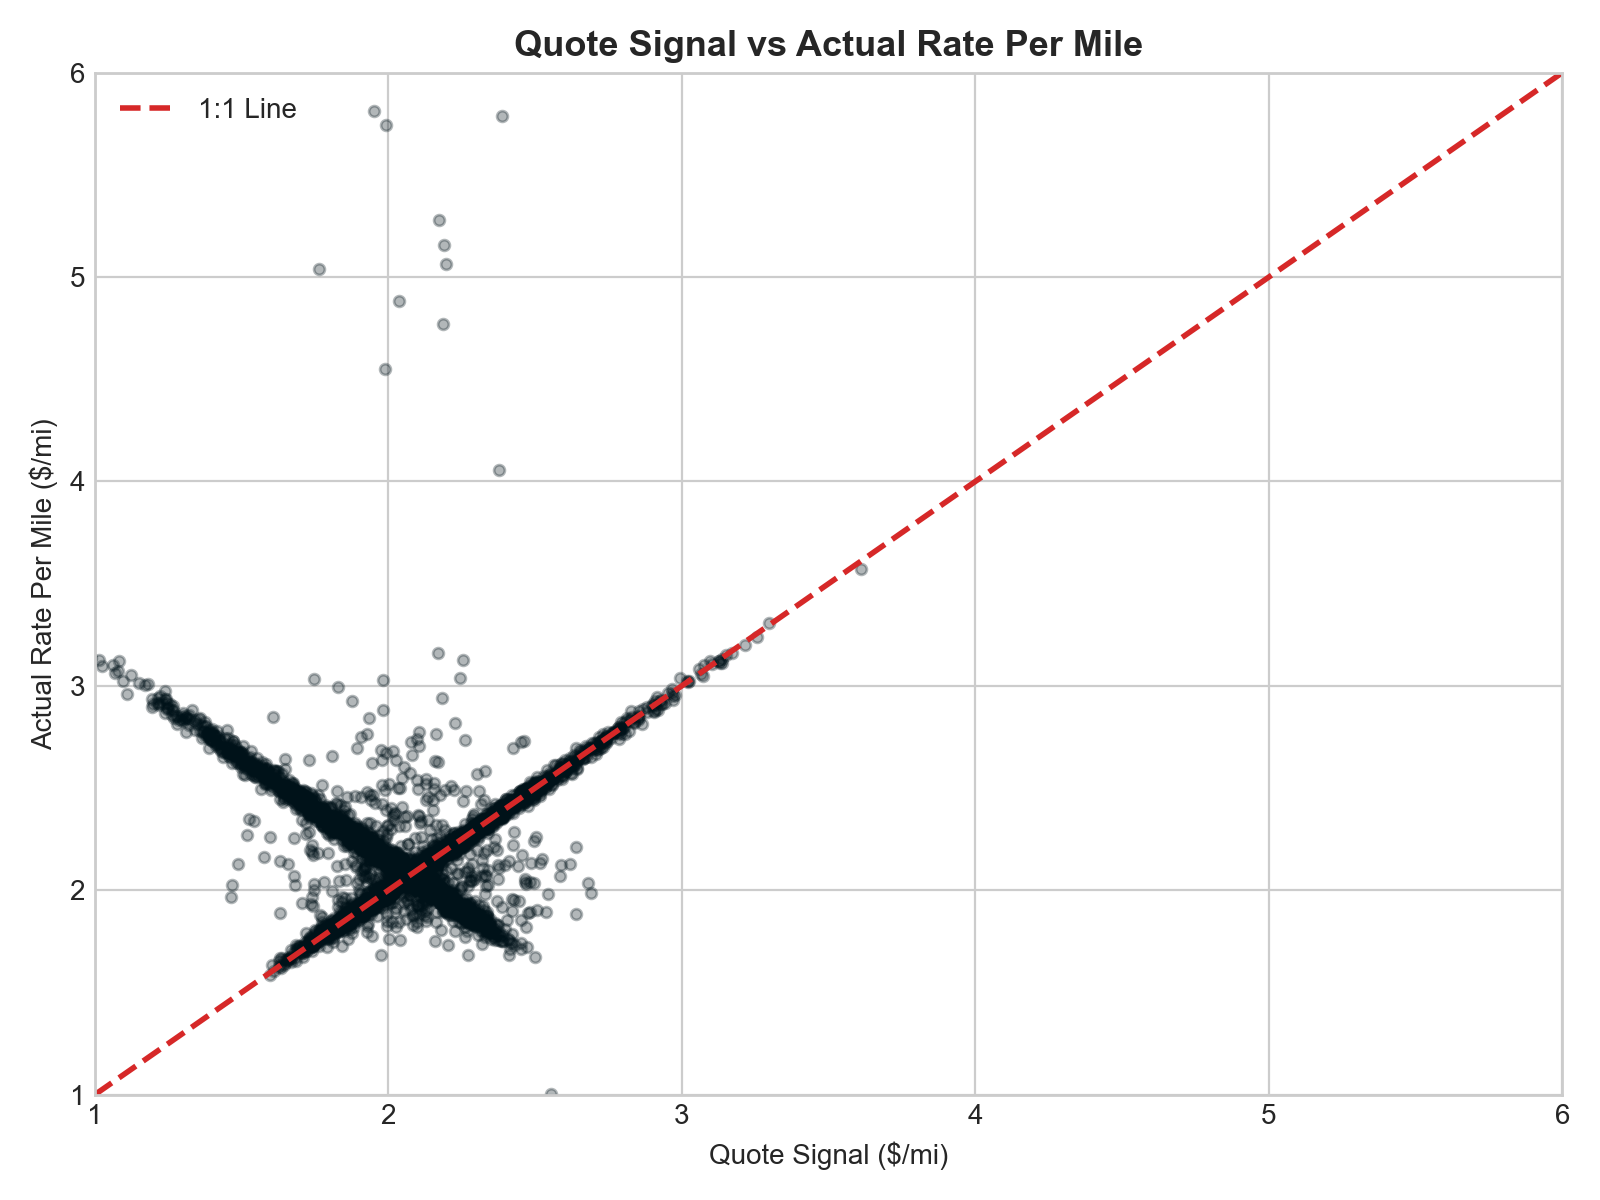 Quote Signal vs Actual Rate Per Mile
1:1 Line
Actual Rate Per Mile ($/mi)
6
5
4
3
2
1
1 2 3 4 5 6
Quote Signal ($/mi)